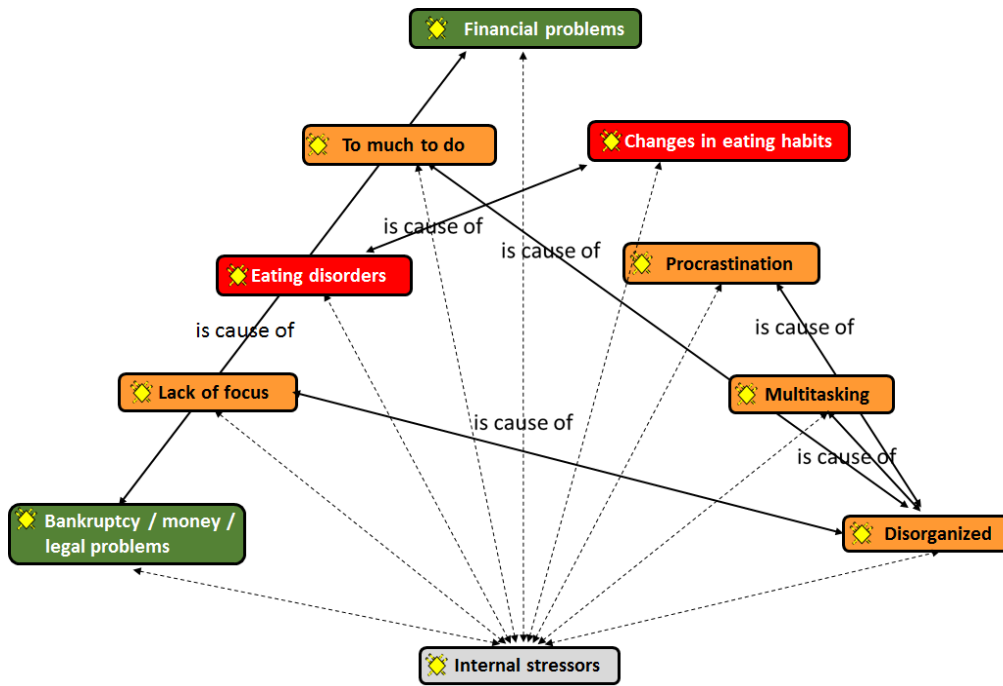 Financial problems
To much to do
Changes in eating habits
is cause of
is cause of
Procrastination
Eating disorders
is cause of
is cause of
Lack of focus
Multitasking
is cause of
is cause of
Bankruptcy / money /
legal problems
Disorganized
Internal stressors